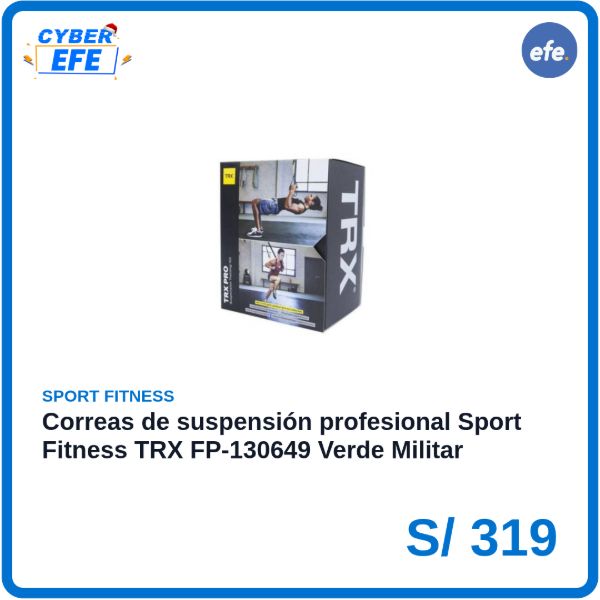 CYBER
EFE
efe.
TRX
TRX
TRX PRO
SPORT FITNESS
Correas de suspensión profesional Sport
Fitness TRX FP-130649 Verde Militar
S/ 319